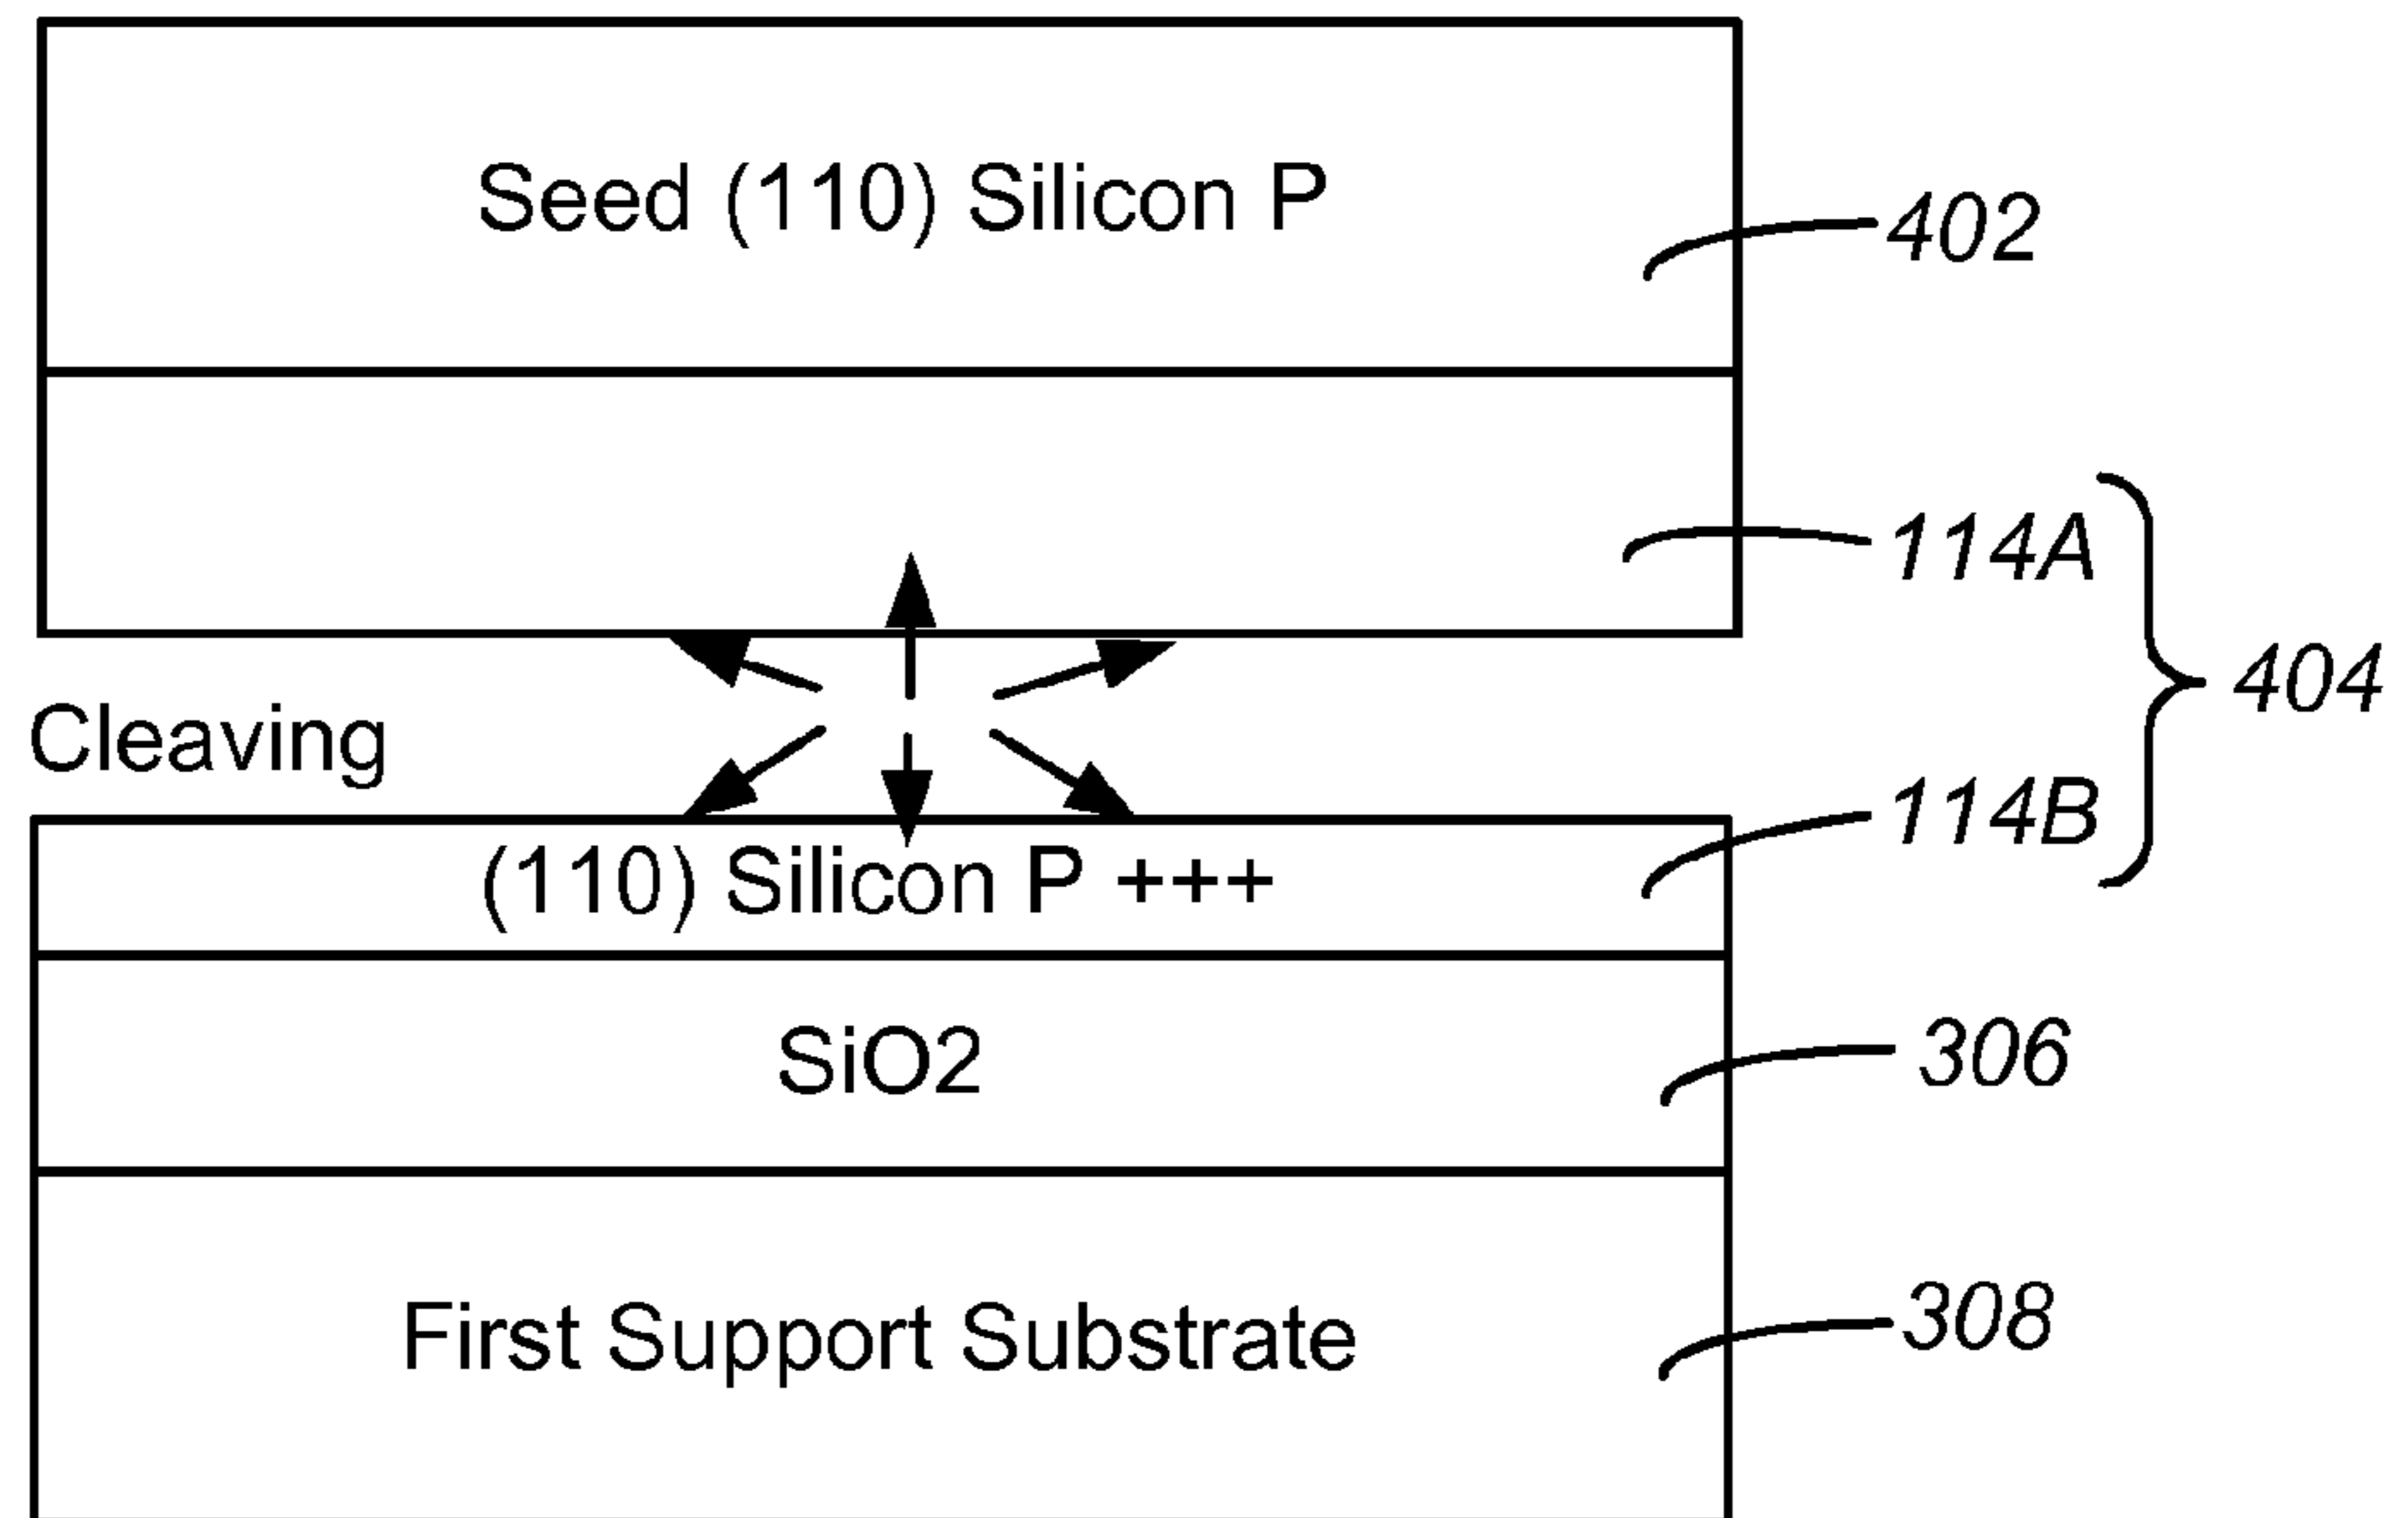 Seed (110) Silicon P
402
114A
404
Cleaving
114B
(110) Silicon P +++
SiO2
306
First Support Substrate
308